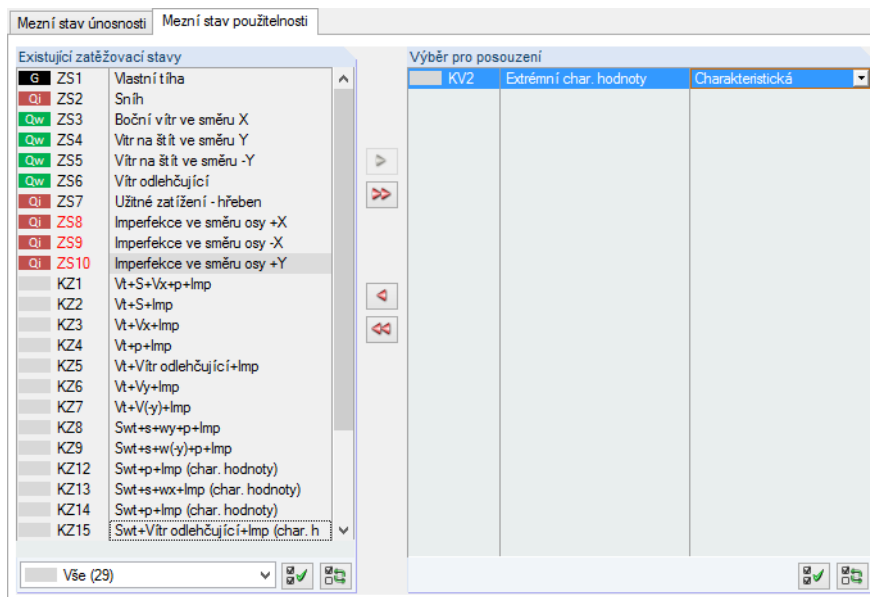 Mezní stav únosnosti Mezní stav použitelnosti
Existující zatěžovací stavy Výběr pro posouzení
G ZS1 Vlastní tíha KV2 Extrémní char. hodnoty Charakteristická
Qi ZS2 Sníh
Qw ZS3 Boční vítr ve směru X
Qw ZS4 Vitr na štít ve směru Y
Qw ZS5 Vítr na štít ve směru -Y
Qw ZS6 Vítr odlehčující
Qi ZS7 Užitné zatížení - hřeben
Qi ZS8 Imperfekce ve směru osy +X
Qi ZS9 Imperfekce ve směru osy -X
Qi ZS10 Imperfekce ve směru osy +Y
KZ1 Vt+S+Vx+p+Imp
KZ2 Vt+S+Imp
KZ3 Vt+Vx+Imp
KZ4 Vt+p+Imp
KZ5 Vt+Vítr odlehčující+Imp
KZ6 Vt+Vy+Imp
KZ7 Vt+V(-y)+Imp
KZ8 Swt+s+wy+p+Imp
KZ9 Swt+s+w(-y)+p+Imp
KZ12 Swt+p+Imp (char. hodnoty)
KZ13 Swt+s+wx+Imp (char. hodnoty)
KZ14 Swt+p+Imp (char. hodnoty)
KZ15 Swt+Vítr odlehčující+Imp (char. h
Vše (29)